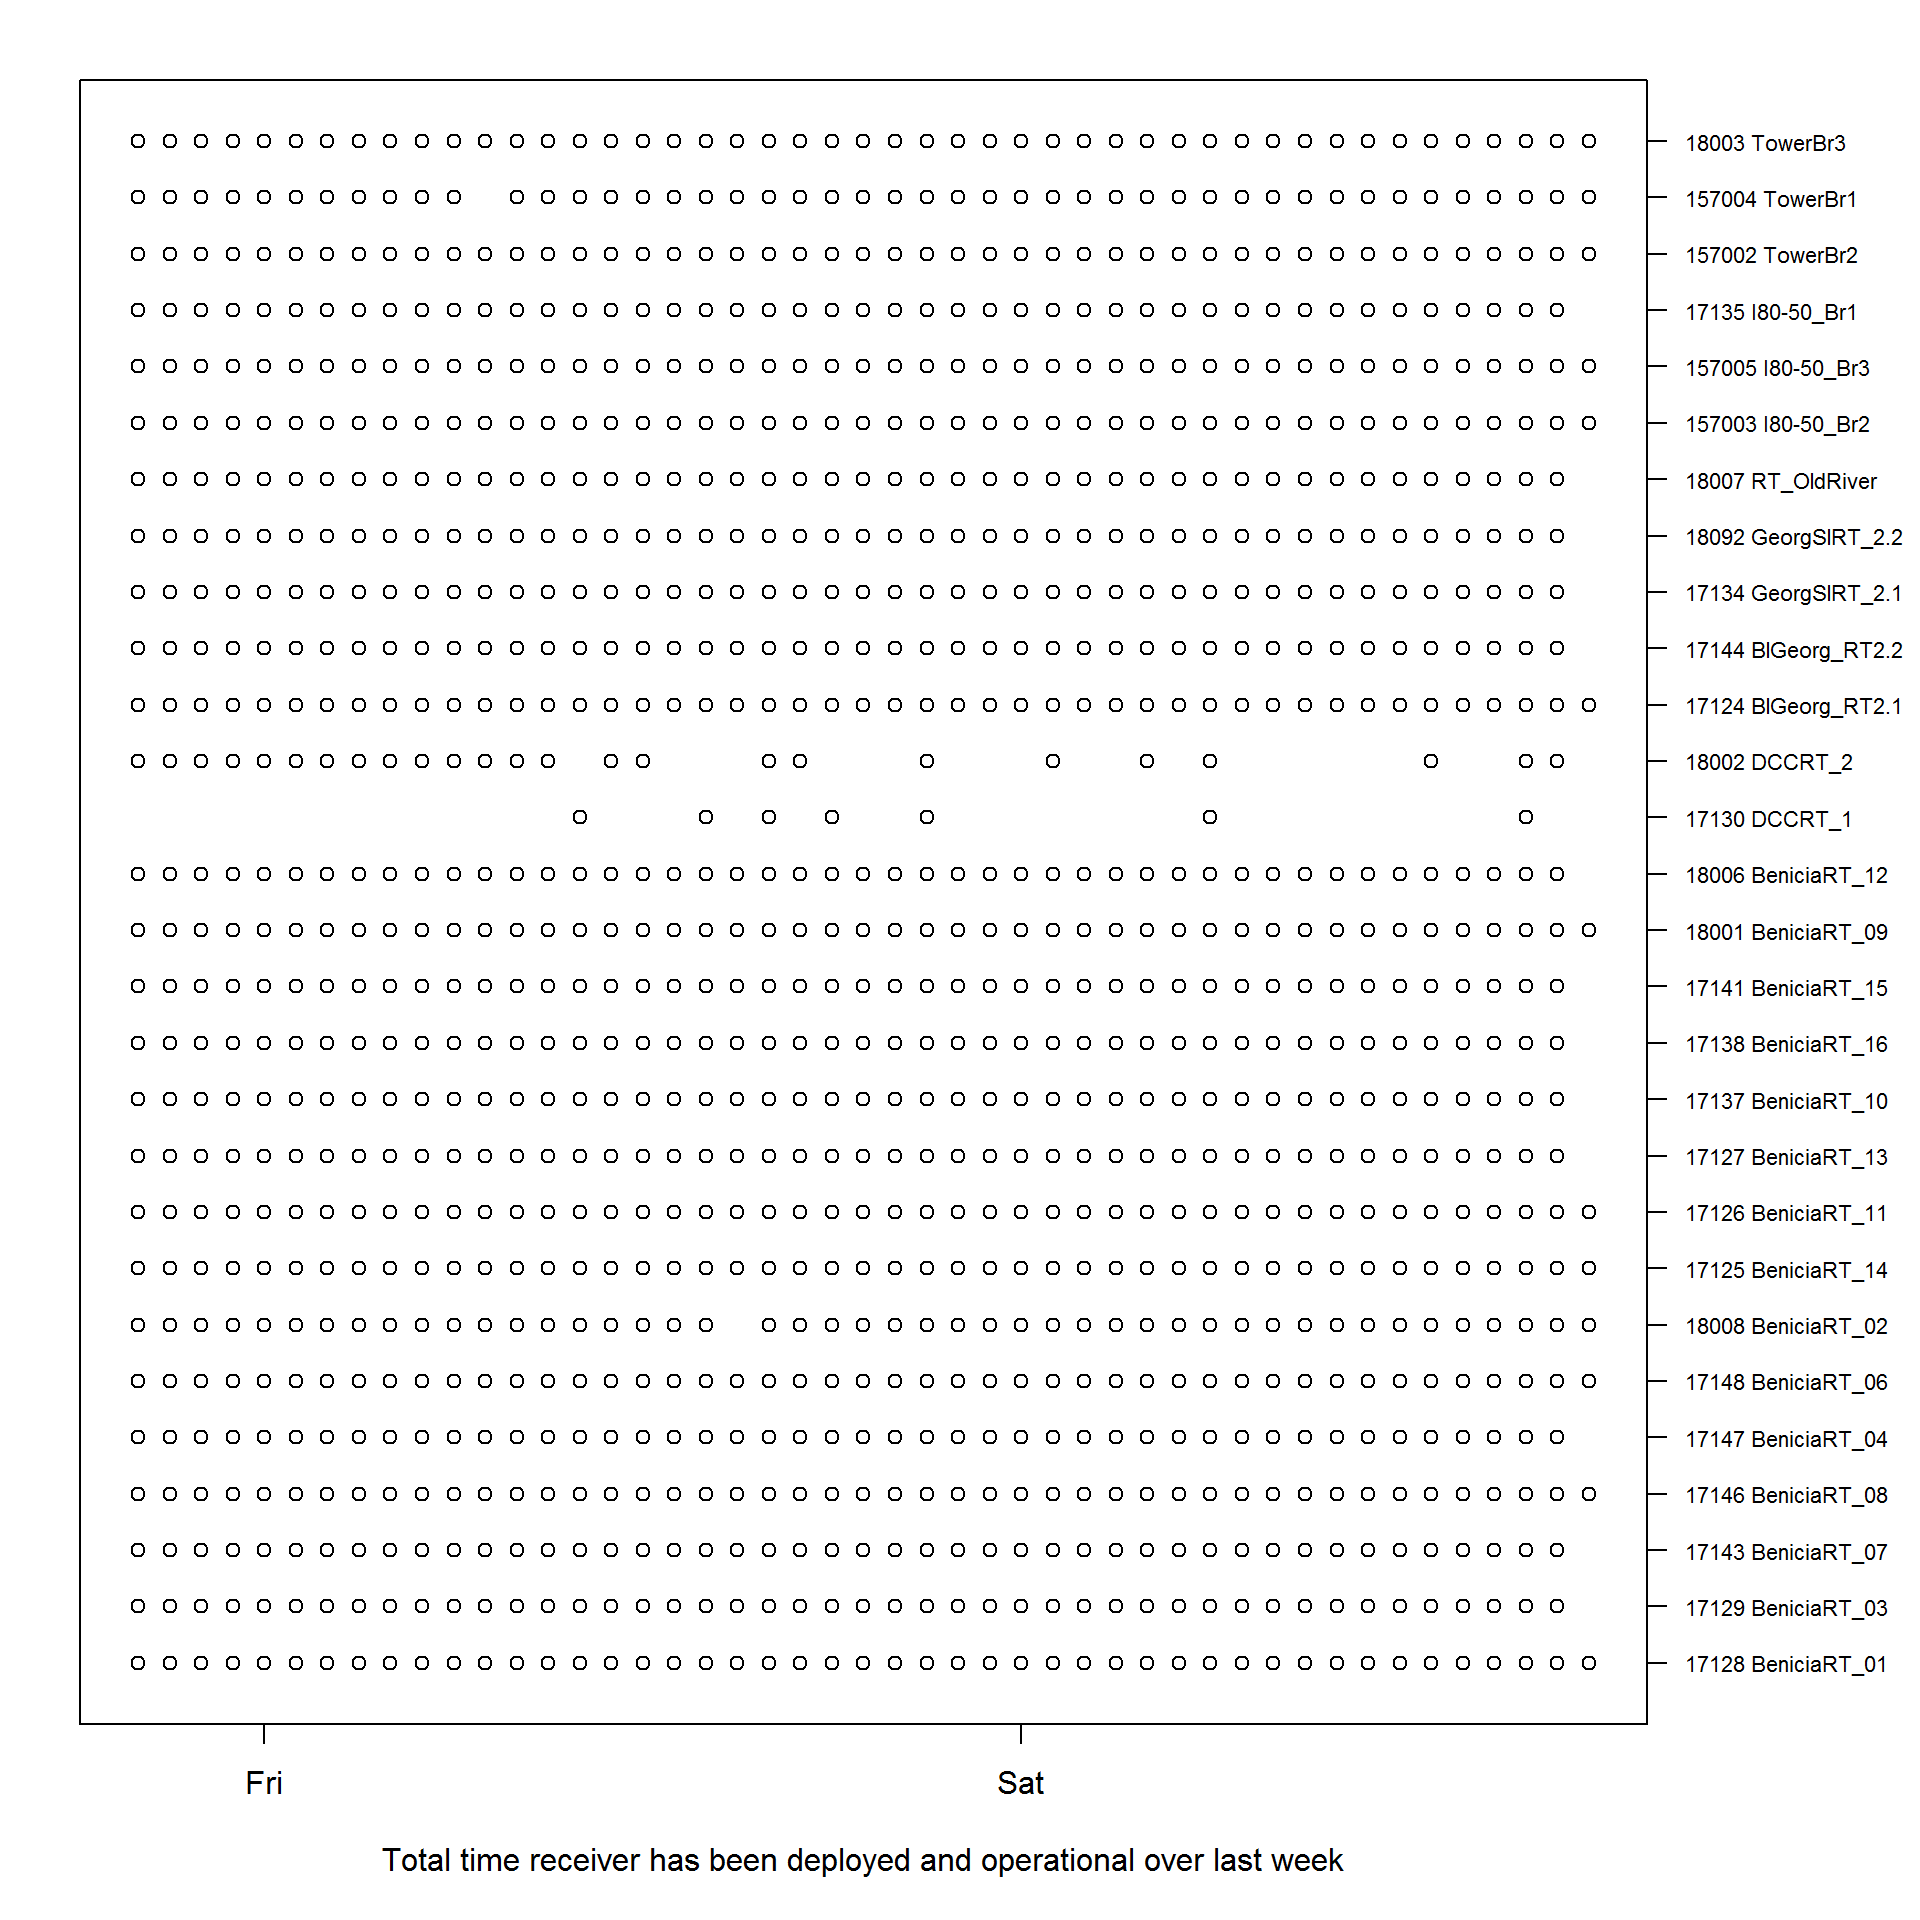 18003 TowerBr3
157004 TowerBr1
157002 TowerBr2
17135 I80-50_Br1
157005 I80-50_Br3
157003 I80-50_Br2
18007 RT_OldRiver
18092 GeorgSlRT_2.2
17134 GeorgSlRT_2.1
17144 BlGeorg_RT2.2
17124 BlGeorg_RT2.1
18002 DCCRT_2
17130 DCCRT_1
18006 BeniciaRT_12
18001 BeniciaRT_09
17141 BeniciaRT_15
17138 BeniciaRT_16
17137 BeniciaRT_10
17127 BeniciaRT_13
17126 BeniciaRT_11
17125 BeniciaRT_14
18008 BeniciaRT_02
17148 BeniciaRT_06
17147 BeniciaRT_04
17146 BeniciaRT_08
17143 BeniciaRT_07
17129 BeniciaRT_03
17128 BeniciaRT_01
Fri Sat
Total time receiver has been deployed and operational over last week